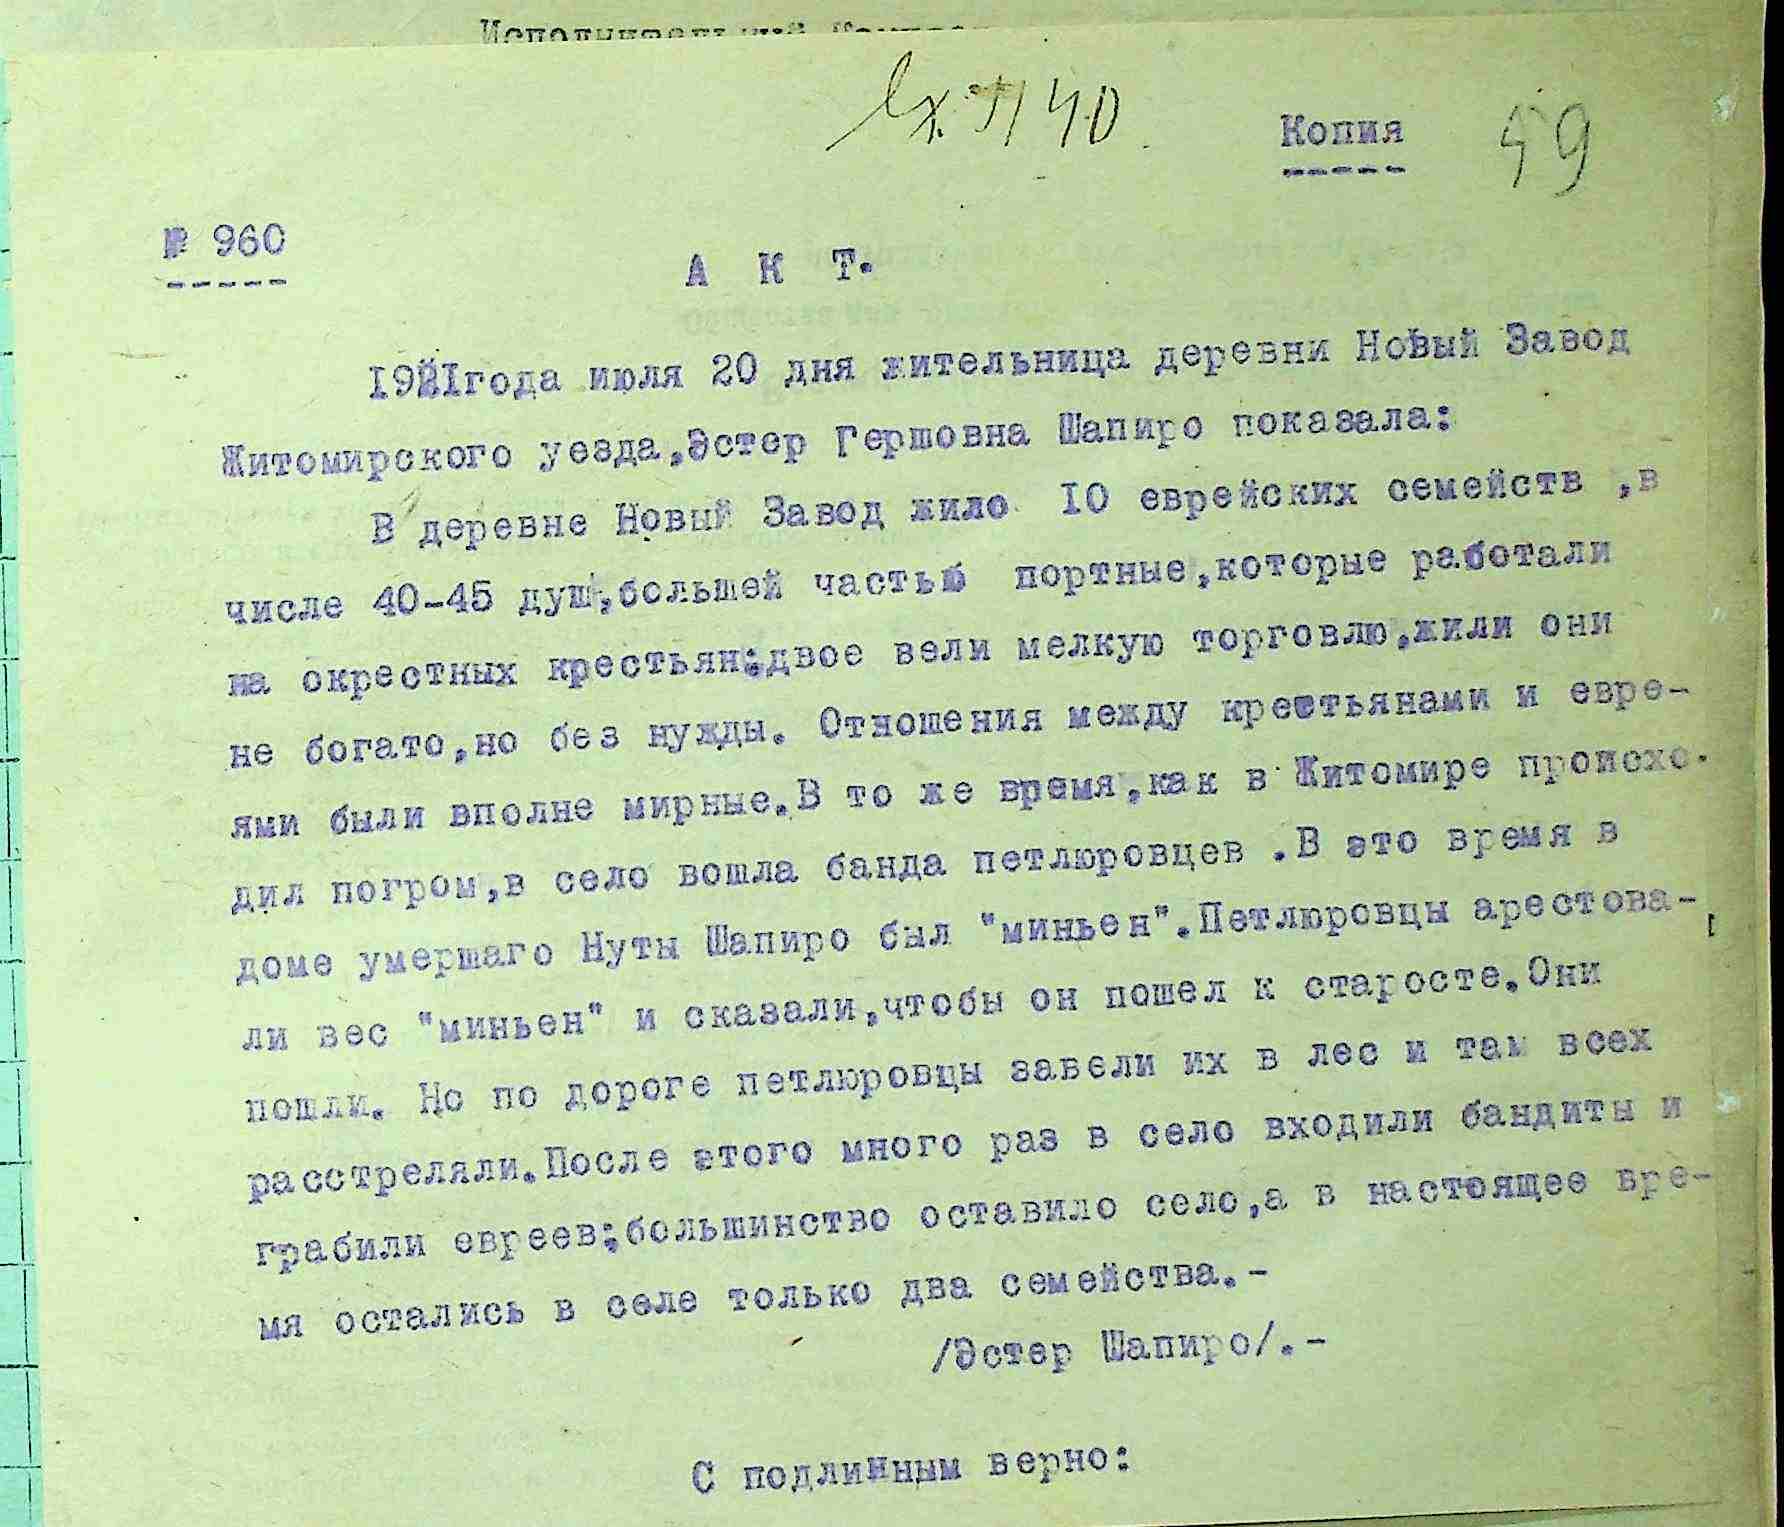 Исполнительный
Вх. № 40.
Копия 59
№ 960
А К Т.
1921года июля 20 дня жительница деревни Новый Завод
Житомирского уезда,Эстер Гершовна Шапиро показала:
В деревне Новый Завод жило 10 еврейских семейств ,в
числе 40-45 душ,большей частью портные,которые работали
на окрестных крестьян;двое вели мелкую торговлю,жили они
не богато,но без нужды. Отношения между крестьянами и евре-
ями были вполне мирные.В то же время,как в Житомире происхо-
дил погром,в село вошла банда петлюровцев .В это время в
доме умершаго Нуты Шапиро был "миньен".Петлюровцы арестова-
ли вес "миньен" и сказали,чтобы он пошел к старосте.Они
пошли. Но по дороге петлюровцы завели их в лес и там всех
расстреляли.После этого много раз в село входили бандиты и
грабили евреев;большинство оставило село,а в настоящее вре-
мя остались в селе только два семейства.-
/Эстер Шапиро/.-
С подлинным верно: